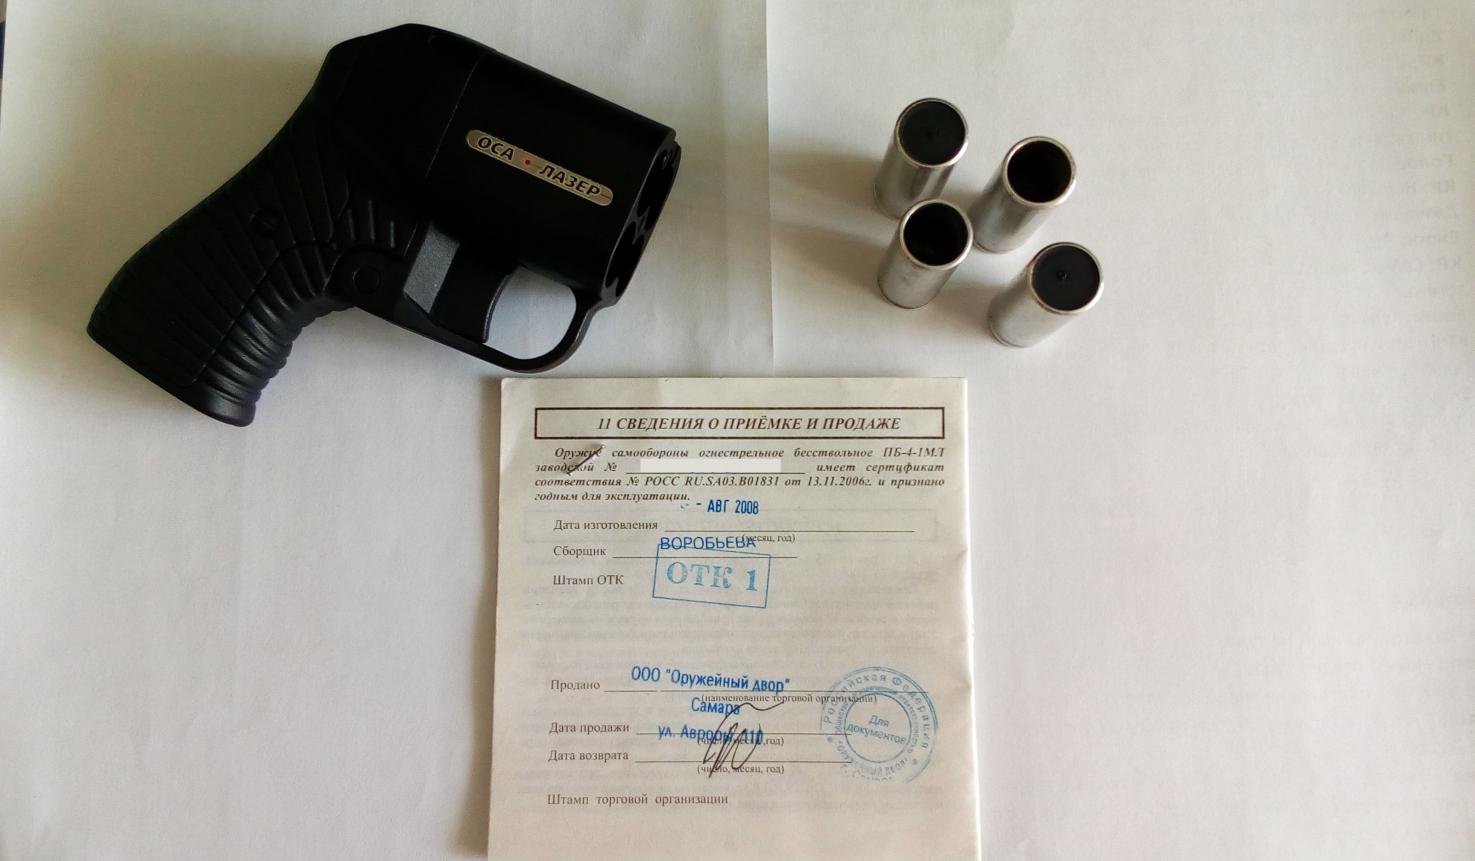 ОСА • ЛАЗЕР
11 СВЕДЕНИЯ О ПРИЁМКЕ И ПРОДАЖЕ
Оружие самообороны огнестрельное бесствольное ПБ-4-1МЛ
заводской № имеет сертификат
соответствия № РОСС RU.SA03.B01831 от 13.11.2006г. и признано
годным для эксплуатации.
- АВГ 2008
Дата изготовления
(месяц, год)
ВОРОБЬЕВА
Сборщик
Штамп ОТК
ОТК 1
ООО "Оружейный двор"
Продано
(наименование торговой организации)
Самара
Дата продажи
ул. Авроры, 110
(число, месяц, год)
Дата возврата
(число, месяц, год)
Российская Федерация
Для
документов
Штамп торговой организации